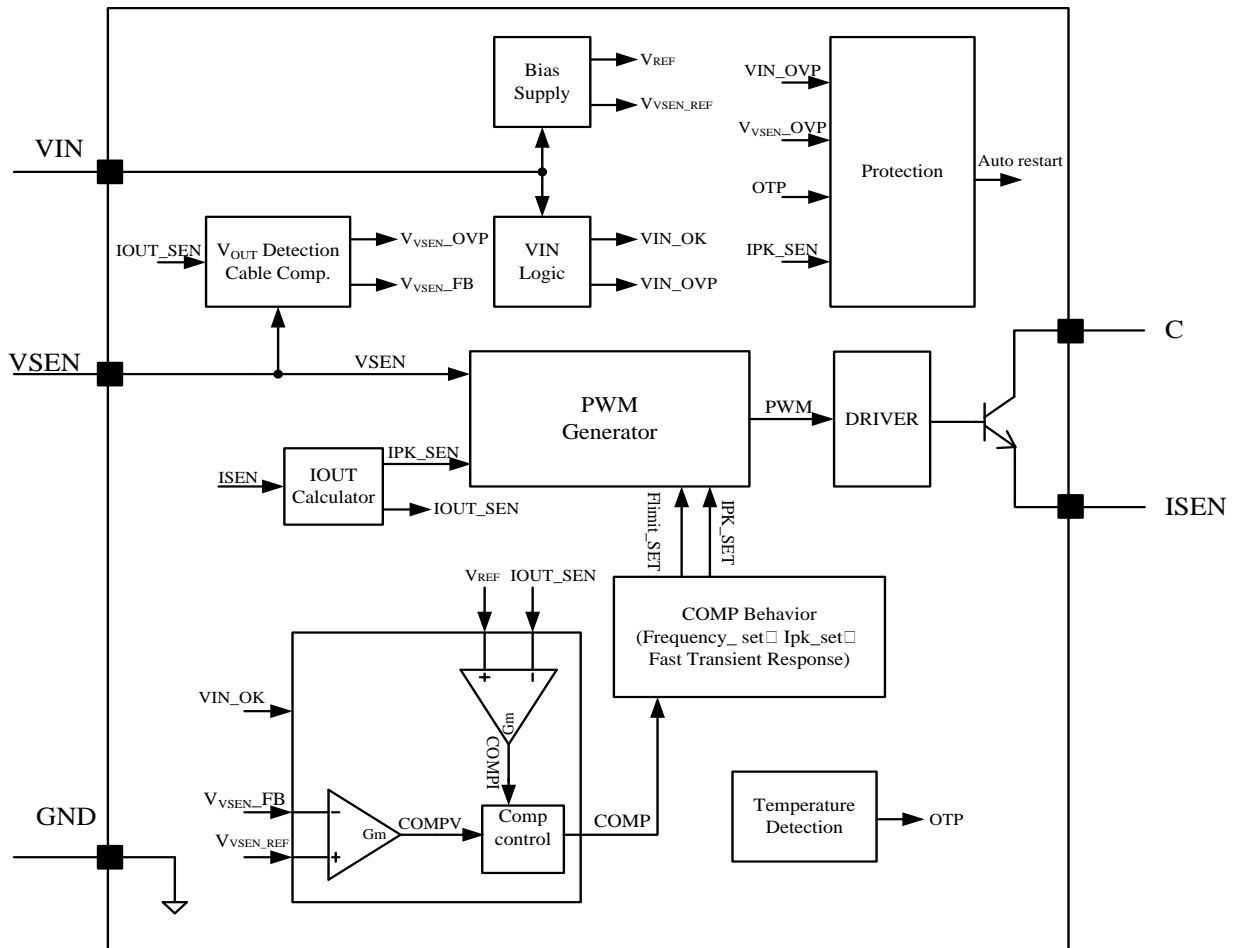 VIN
VSEN
GND
C
ISEN
Bias
Supply
VREF
VVSEN_REF
VIN
Logic
VIN_OK
VIN_OVP
VIN_OVP
VVSEN_OVP
OTP
IPK_SEN
Protection
Auto restart
IOUT_SEN
VOUT Detection
Cable Comp.
VVSEN_OVP
VVSEN_FB
VSEN
PWM
Generator
PWM
DRIVER
ISEN
IOUT
Calculator
IPK_SEN
IOUT_SEN
Flimit_SET
IPK_SET
COMP Behavior
(Frequency_ set□ Ipk_set□
Fast Transient Response)
VREF
IOUT_SEN
+
−
Gm
COMPI
VIN_OK
VVSEN_FB
VVSEN_REF
−
+
Gm
COMPV
Comp
control
COMP
Temperature
Detection
OTP